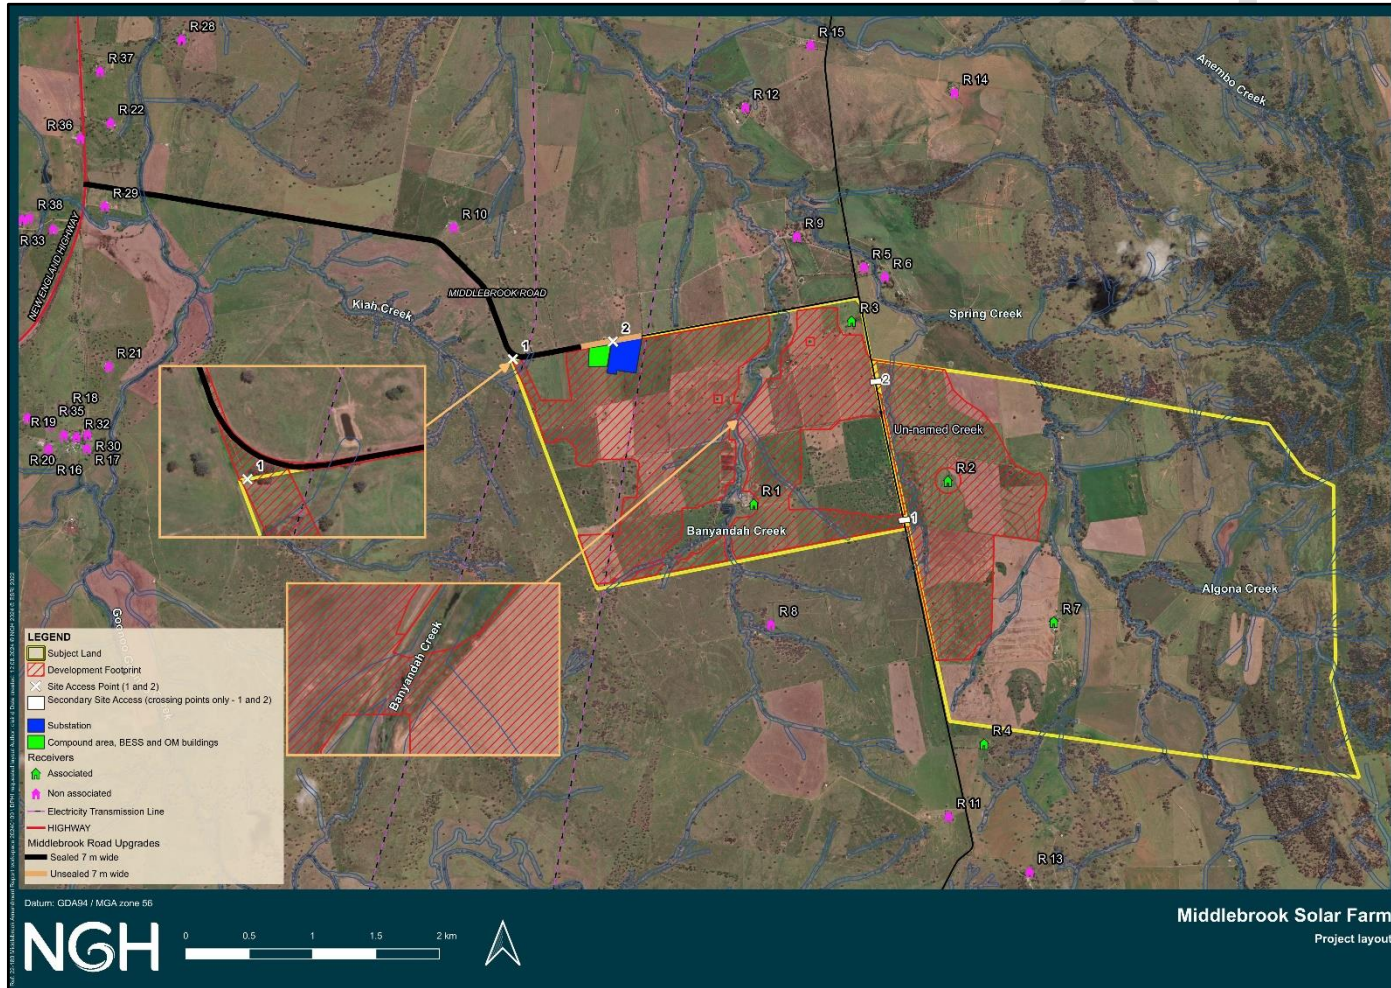 R 28
R 15
R 37
Anembo Creek
R 14
R 12
R 22
R 36
R 29
R 38
R 10
R 33
R 9
NEW ENGLAND HIGHWAY
R 5
R 6
MIDDLEBROOK ROAD
Kiah Creek
Spring Creek
R 3
2
1
R 21
2
R 18
R 19
R 35
R 32
Un-named Creek
R 20
R 30
R 16
R 17
1
R 2
R 1
1
Banyandah Creek
Algona Creek
R 7
R 8
Banyandah Creek
R 4
R 11
R 13
LEGEND
Subject Land
Development Footprint
Site Access Point (1 and 2)
Secondary Site Access (crossing points only - 1 and 2)
Substation
Compound area, BESS and OM buildings
Receivers
Associated
Non associated
Electricity Transmission Line
HIGHWAY
Middlebrook Road Upgrades
Sealed 7 m wide
Unsealed 7 m wide
Datum: GDA94 / MGA zone 56
NGH
0 0.5 1 1.5 2 km
Middlebrook Solar Farm
Project layout